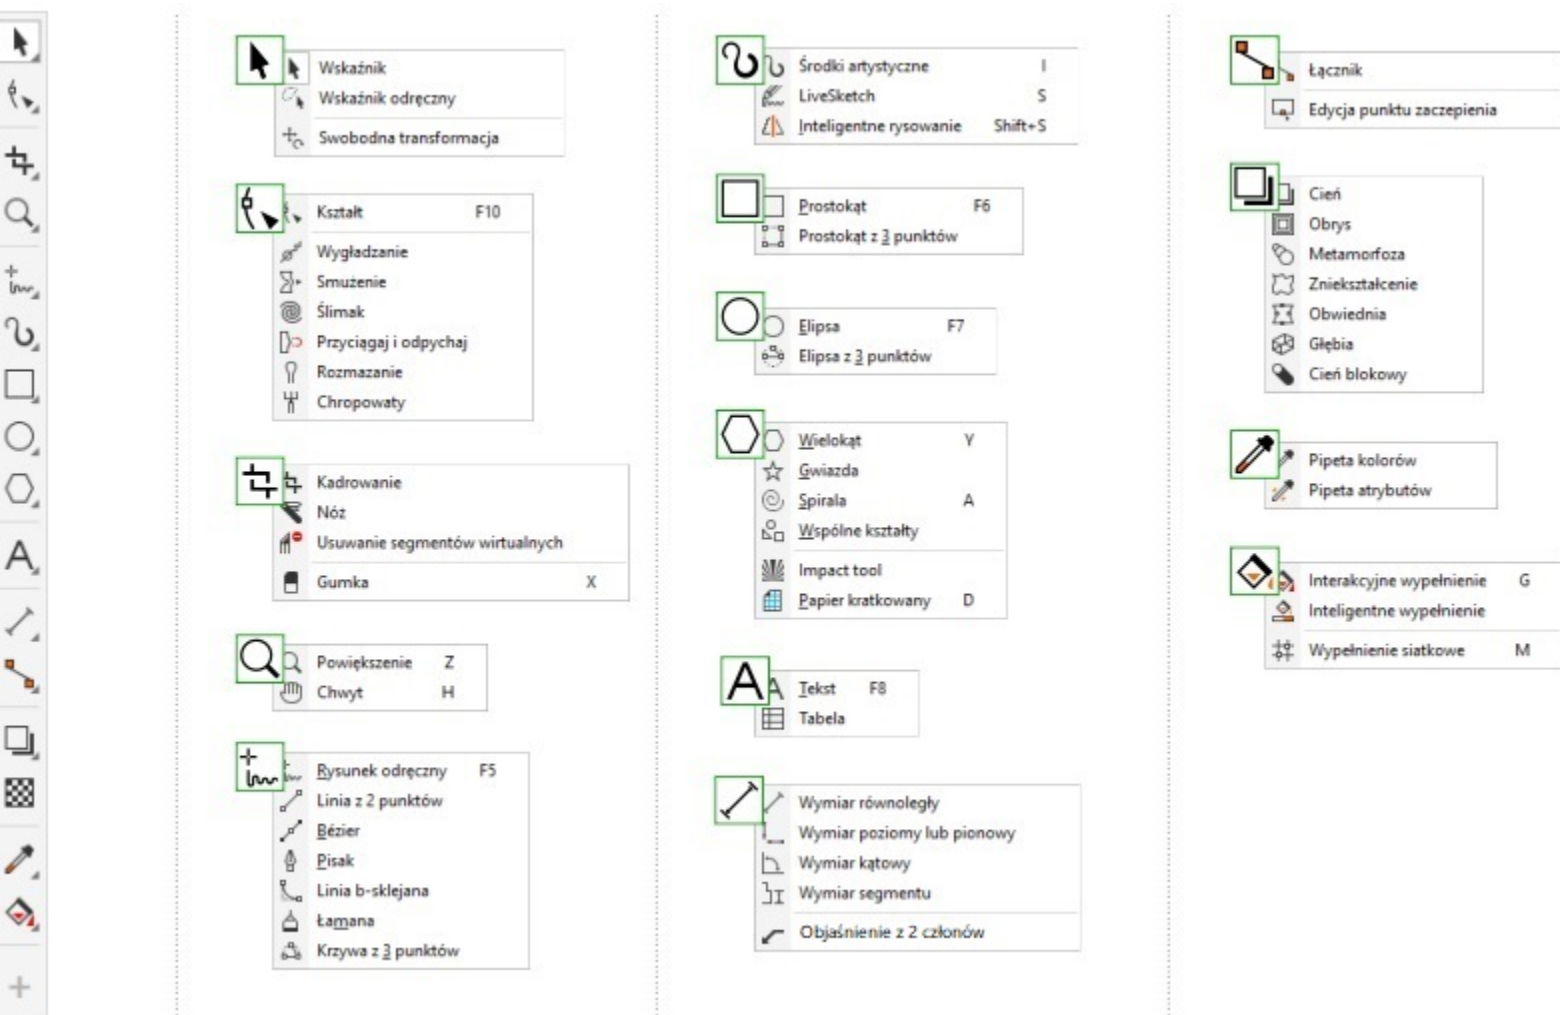 Wskaźnik
Wskaźnik odręczny
Swobodna transformacja
Kształt F10
Wygładzanie
Smużenie
Ślimak
Przyciągaj i odpychaj
Rozmazanie
Chropowaty
Kadrowanie
Nóż
Usuwanie segmentów wirtualnych
Gumka X
Powiększenie Z
Chwyt H
Rysunek odręczny F5
Linia z 2 punktów
Bézier
Pisak
Linia b-sklejana
Łamana
Krzywa z 3 punktów
Środki artystyczne I
LiveSketch S
Inteligentne rysowanie Shift+S
Prostokąt F6
Prostokąt z 3 punktów
Elipsa F7
Elipsa z 3 punktów
Wielokąt Y
Gwiazda
Spirala A
Wspólne kształty
Impact tool
Papier kratkowany D
Tekst F8
Tabela
Wymiar równoległy
Wymiar poziomy lub pionowy
Wymiar kątowy
Wymiar segmentu
Objaśnienie z 2 członów
Łącznik
Edycja punktu zaczepienia
Cień
Obrys
Metamorfoza
Zniekształcenie
Obwiednia
Głębia
Cień blokowy
Pipeta kolorów
Pipeta atrybutów
Interakcyjne wypełnienie G
Inteligentne wypełnienie
Wypełnienie siatkowe M